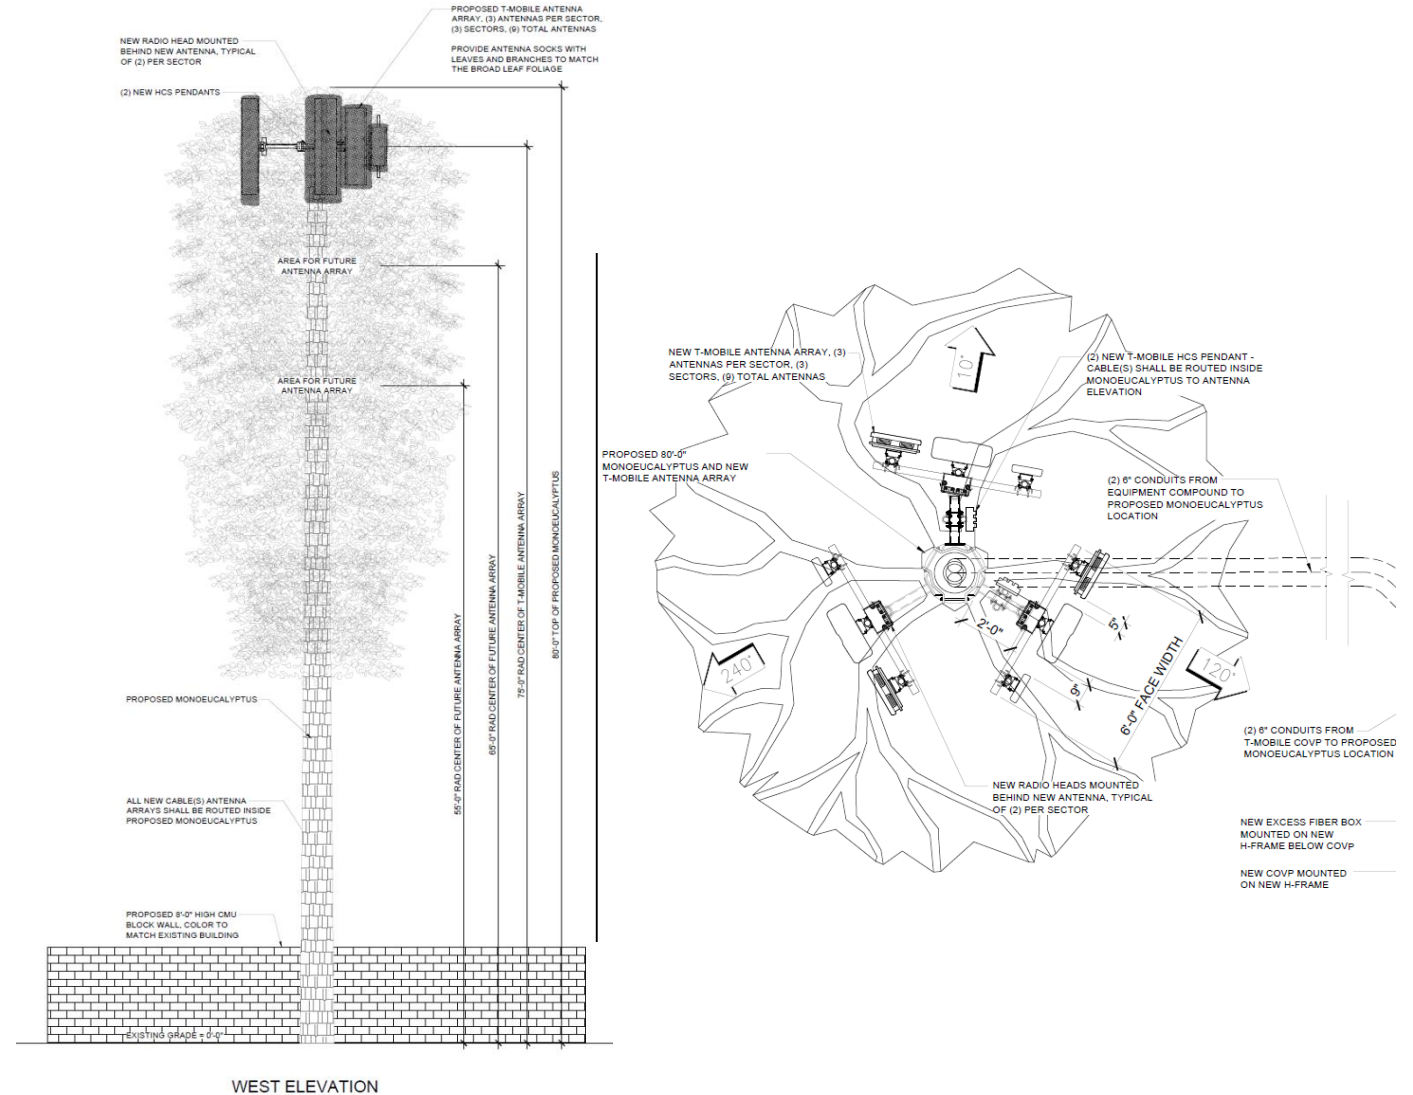 PROPOSED T-MOBILE ANTENNA
ARRAY, (3) ANTENNAS PER SECTOR,
(3) SECTORS, (9) TOTAL ANTENNAS
PROVIDE ANTENNA SOCKS WITH
LEAVES AND BRANCHES TO MATCH
THE BROAD LEAF FOLIAGE
NEW RADIO HEAD MOUNTED
BEHIND NEW ANTENNA, TYPICAL
OF (2) PER SECTOR
(2) NEW HCS PENDANTS
AREA FOR FUTURE
ANTENNA ARRAY
AREA FOR FUTURE
ANTENNA ARRAY
55'-0" RAD CENTER OF FUTURE ANTENNA ARRAY
65'-0" RAD CENTER OF FUTURE ANTENNA ARRAY
75'-0" RAD CENTER OF T-MOBILE ANTENNA ARRAY
80'-0" TOP OF PROPOSED MONOEUCALYPTUS
PROPOSED MONOEUCALYPTUS
ALL NEW CABLE(S) ANTENNA
ARRAYS SHALL BE ROUTED INSIDE
PROPOSED MONOEUCALYPTUS
PROPOSED 8'-0" HIGH CMU
BLOCK WALL, COLOR TO
MATCH EXISTING BUILDING
EXISTING GRADE = 0'-0"
WEST ELEVATION
NEW T-MOBILE ANTENNA ARRAY, (3)
ANTENNAS PER SECTOR, (3)
SECTORS, (9) TOTAL ANTENNAS
10°
(2) NEW T-MOBILE HCS PENDANT -
CABLE(S) SHALL BE ROUTED INSIDE
MONOEUCALYPTUS TO ANTENNA
ELEVATION
PROPOSED 80'-0"
MONOEUCALYPTUS AND NEW
T-MOBILE ANTENNA ARRAY
(2) 6" CONDUITS FROM
EQUIPMENT COMPOUND TO
PROPOSED MONOEUCALYPTUS
LOCATION
2'-0"
5"
9"
6'-0" FACE WIDTH
240°
120°
(2) 6" CONDUITS FROM
T-MOBILE COVP TO PROPOSED
MONOEUCALYPTUS LOCATION
NEW RADIO HEADS MOUNTED
BEHIND NEW ANTENNA, TYPICAL
OF (2) PER SECTOR
NEW EXCESS FIBER BOX
MOUNTED ON NEW
H-FRAME BELOW COVP
NEW COVP MOUNTED
ON NEW H-FRAME